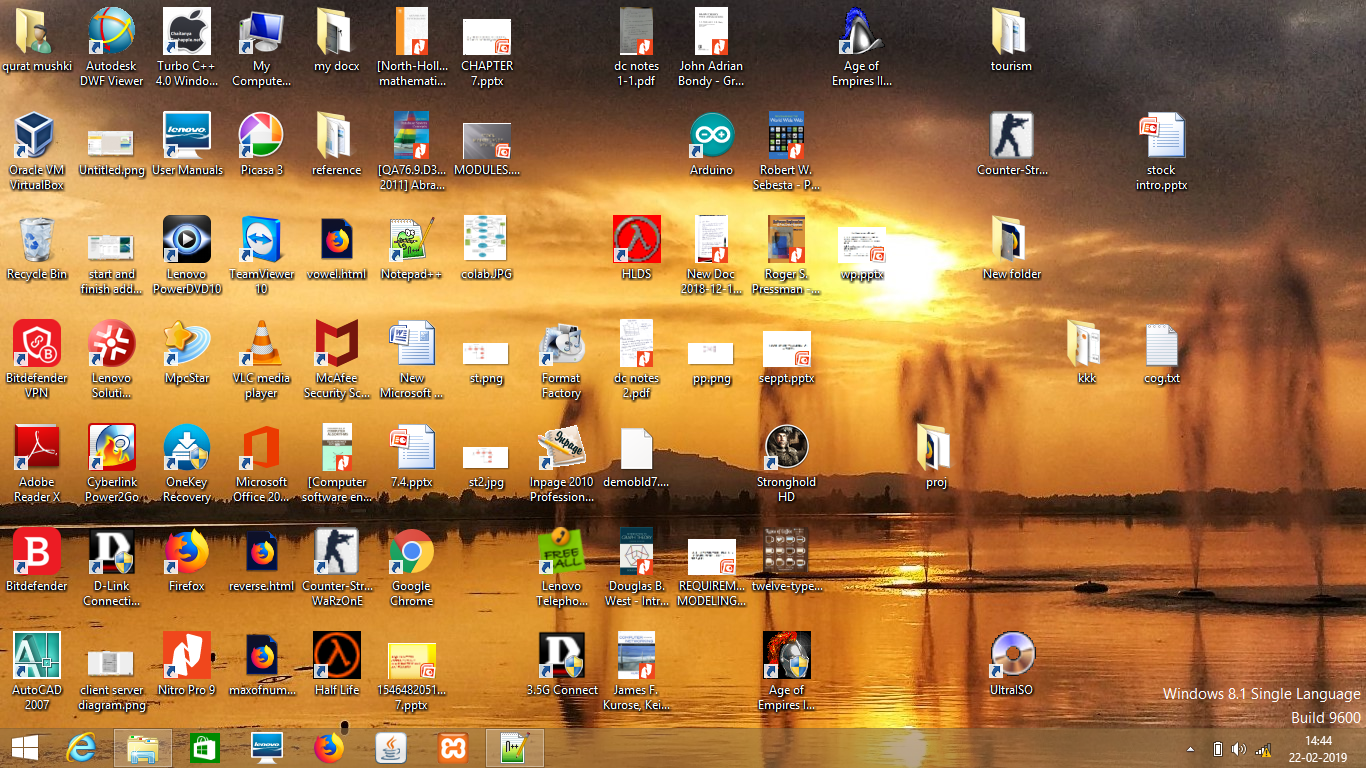 qurat mushki
Autodesk
DWF Viewer
Turbo C++
4.0 Windo...
My
Compute...
my docx
[North-Holl...
mathemati...
CHAPTER
7.pptx
dc notes
1-1.pdf
John Adrian
Bondy - Gr...
Age of
Empires II...
tourism
Oracle VM
VirtualBox
Untitled.png
lenovo
User Manuals
Picasa 3
reference
[QA76.9.D3...
2011] Abra...
MODULES....
Arduino
Robert W.
Sebesta - P...
Counter-Str...
stock
intro.pptx
Recycle Bin
start and
finish add...
Lenovo
PowerDVD10
TeamViewer
10
vowel.html
Notepad++
colab.JPG
HLDS
New Doc
2018-12-1...
Roger S.
Pressman -...
wp.pptx
New folder
Bitdefender
VPN
Lenovo
Soluti...
MpcStar
VLC media
player
McAfee
Security Sc...
New
Microsoft ...
st.png
Format
Factory
dc notes
2.pdf
pp.png
seppt.pptx
kkk
cog.txt
Adobe
Reader X
Cyberlink
Power2Go
OneKey
Recovery
Microsoft
Office 20...
[Computer
software en...
7.4.pptx
st2.jpg
Inpage
Inpage 2010
Profession...
demobld7....
Stronghold
HD
proj
B
Bitdefender
D
D-Link
Connecti...
Firefox
reverse.html
Counter-Str...
WaRzOnE
Google
Chrome
FREE
CALL
Lenovo
Telepho...
Douglas B.
West - Intr...
REQUIREM...
MODELING...
twelve-type...
AutoCAD
2007
client server
diagram.png
Nitro Pro 9
maxofnum...
Half Life
1546482051...
7.pptx
D
3.5G Connect
James F.
Kurose, Kei...
Age of
Empires I...
UltraISO
Windows 8.1 Single Language
Build 9600
lenovo
N++
14:44
22-02-2019